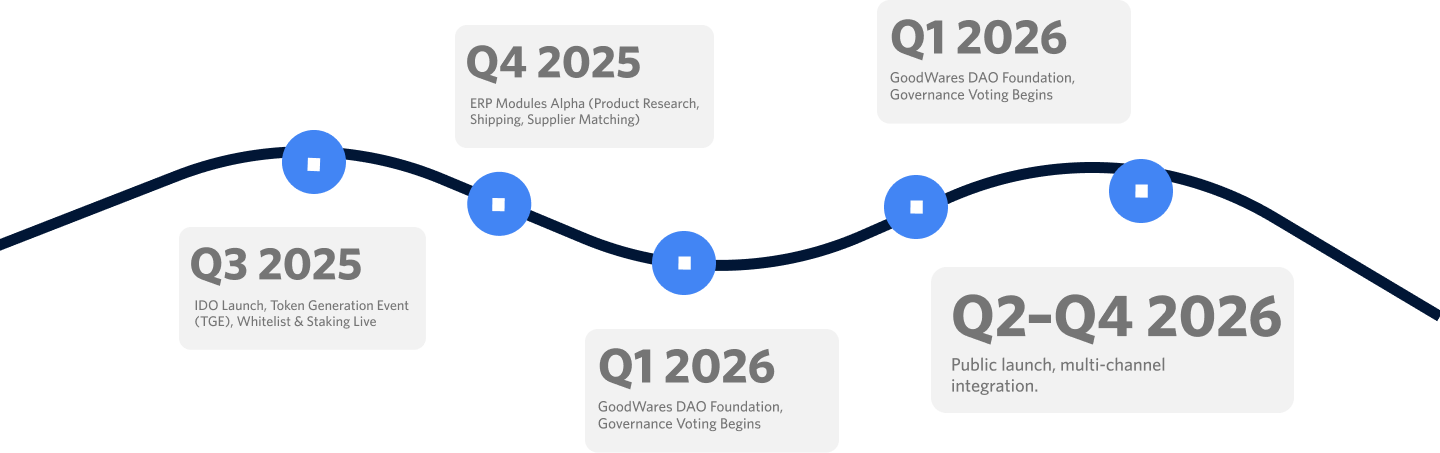 Q3 2025
IDO Launch, Token Generation Event
(TGE), Whitelist & Staking Live
Q4 2025
ERP Modules Alpha (Product Research,
Shipping, Supplier Matching)
Q1 2026
GoodWares DAO Foundation,
Governance Voting Begins
Q1 2026
GoodWares DAO Foundation,
Governance Voting Begins
Q2–Q4 2026
Public launch, multi-channel
integration.